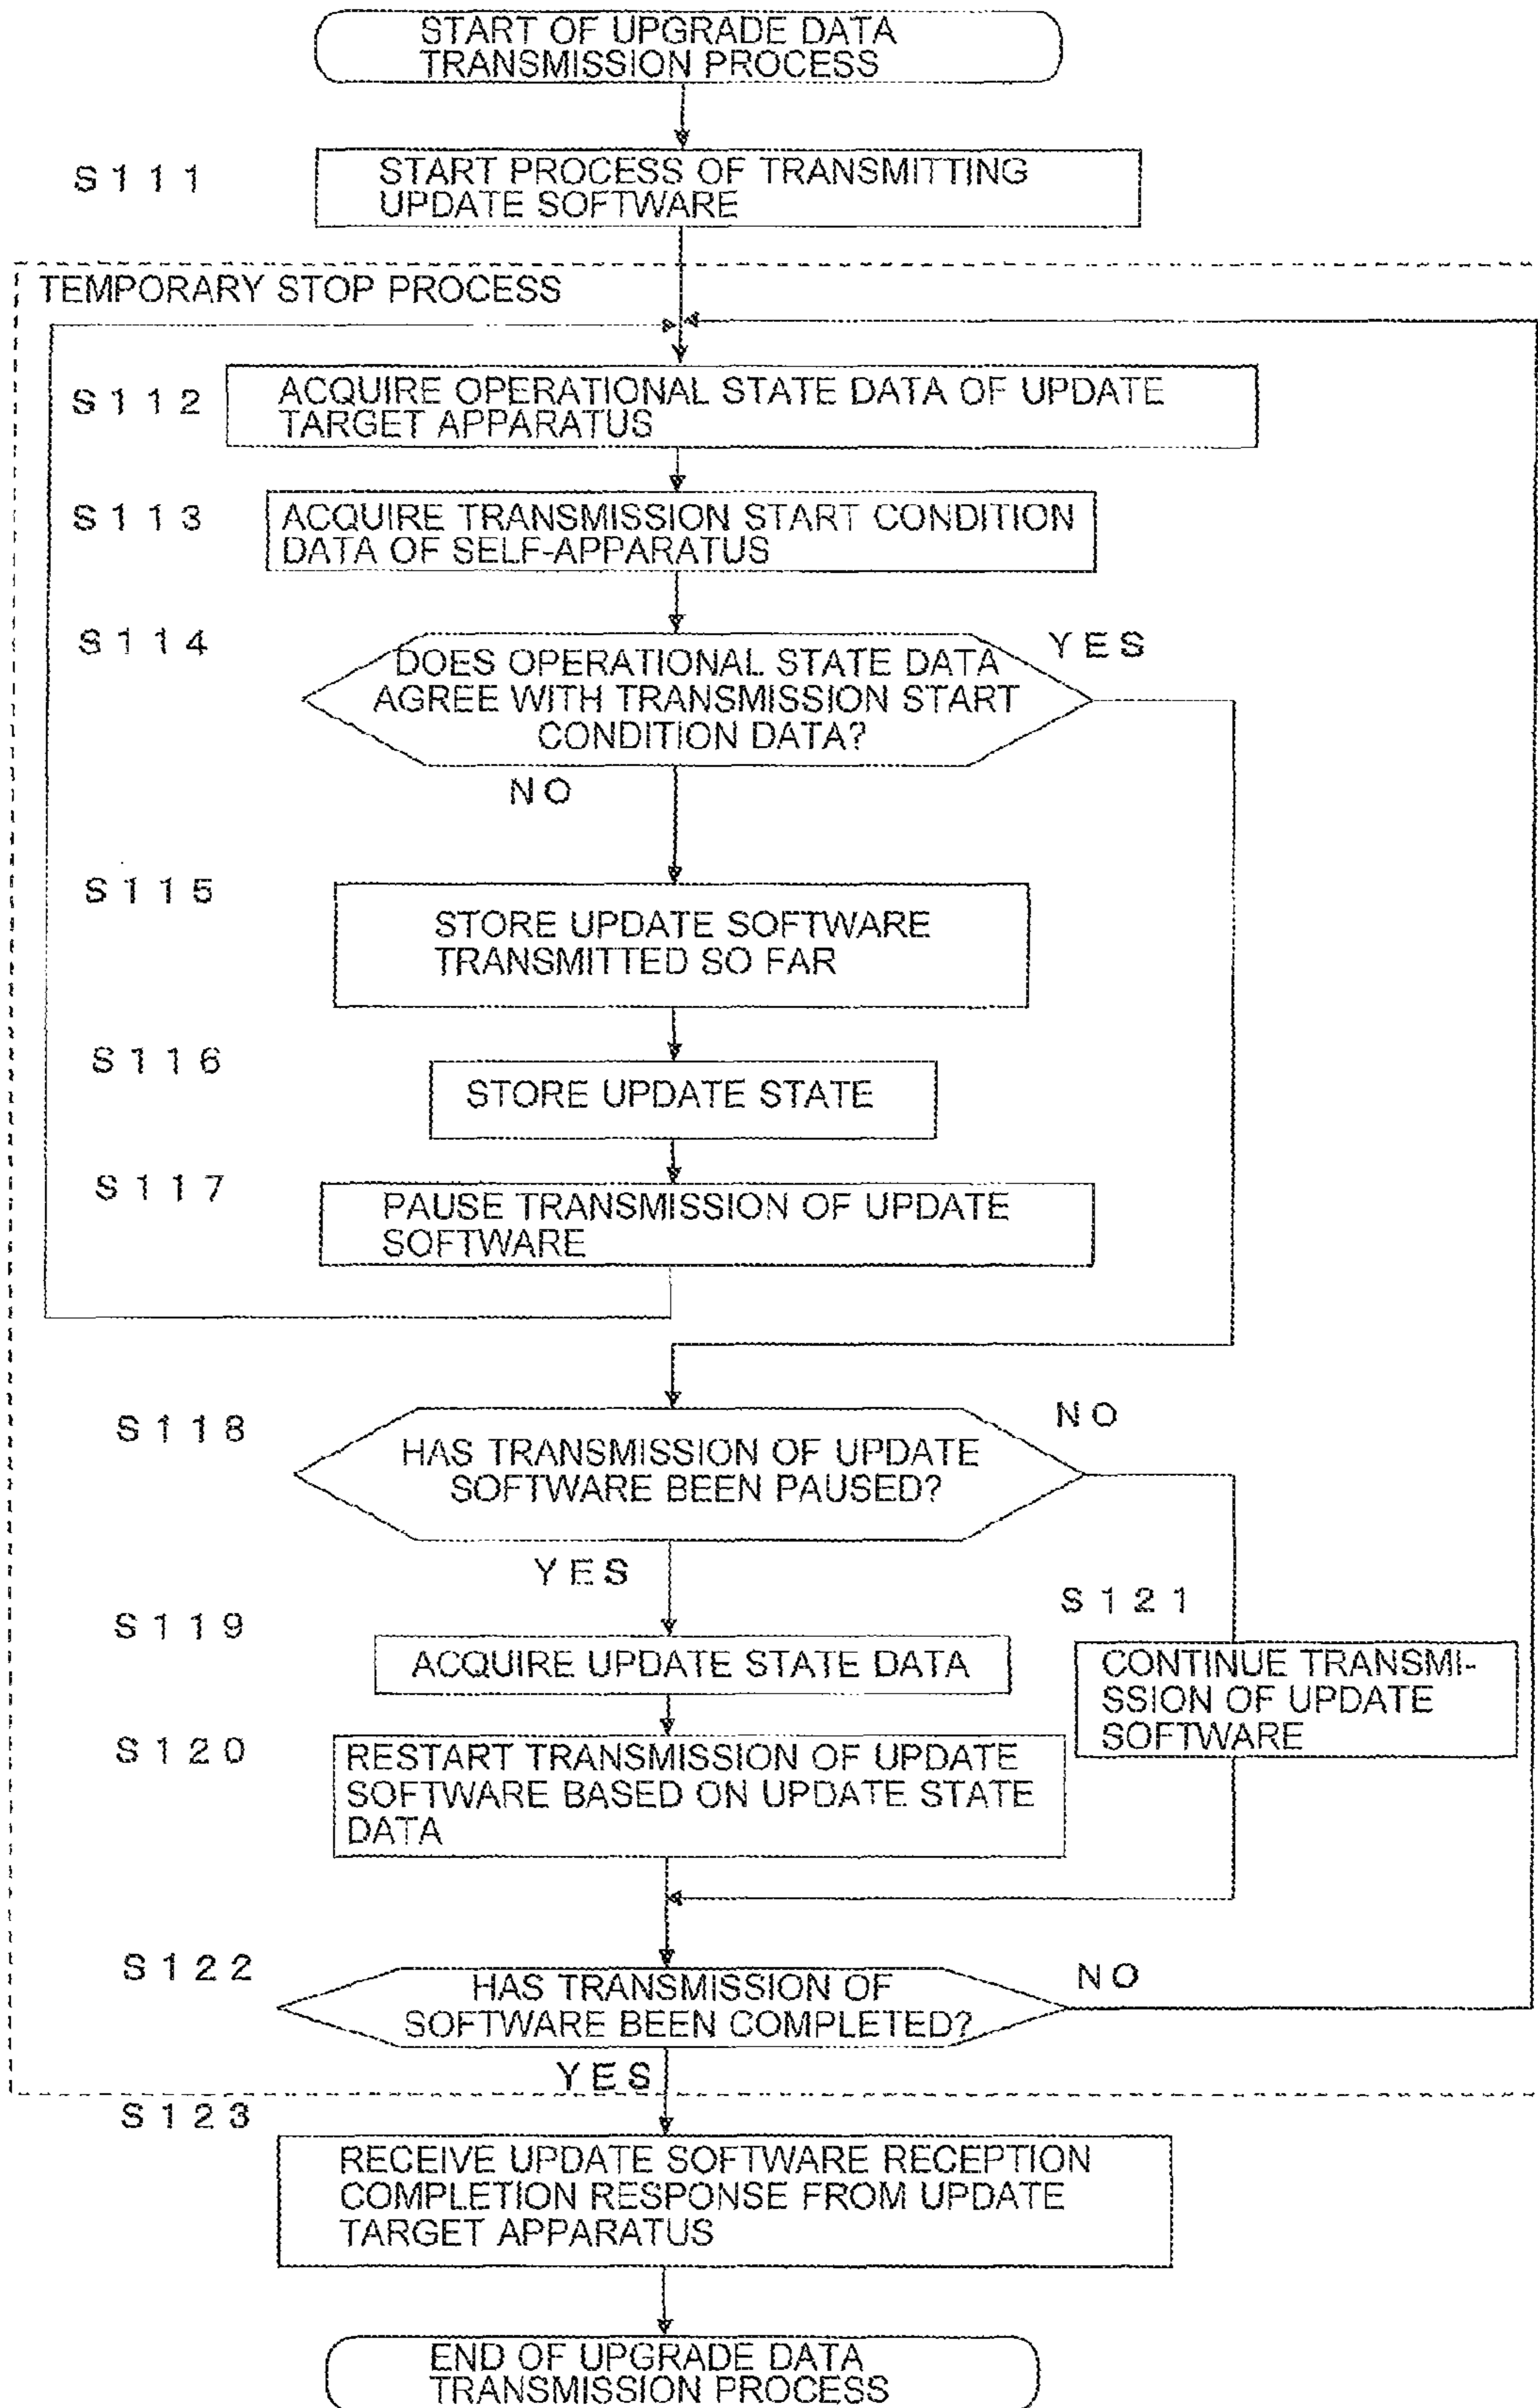 START OF UPGRADE DATA
TRANSMISSION PROCESS
S111
START PROCESS OF TRANSMITTING
UPDATE SOFTWARE
TEMPORARY STOP PROCESS
S112
ACQUIRE OPERATIONAL STATE DATA OF UPDATE
TARGET APPARATUS
S113
ACQUIRE TRANSMISSION START CONDITION
DATA OF SELF-APPARATUS
S114
DOES OPERATIONAL STATE DATA
AGREE WITH TRANSMISSION START
CONDITION DATA?
YES
NO
S115
STORE UPDATE SOFTWARE
TRANSMITTED SO FAR
S116
STORE UPDATE STATE
S117
PAUSE TRANSMISSION OF UPDATE
SOFTWARE
S118
HAS TRANSMISSION OF UPDATE
SOFTWARE BEEN PAUSED?
NO
YES
S119
ACQUIRE UPDATE STATE DATA
S121
CONTINUE TRANSMI-
SSION OF UPDATE
SOFTWARE
S120
RESTART TRANSMISSION OF UPDATE
SOFTWARE BASED ON UPDATE STATE
DATA
S122
HAS TRANSMISSION OF
SOFTWARE BEEN COMPLETED?
NO
YES
S123
RECEIVE UPDATE SOFTWARE RECEPTION
COMPLETION RESPONSE FROM UPDATE
TARGET APPARATUS
END OF UPGRADE DATA
TRANSMISSION PROCESS